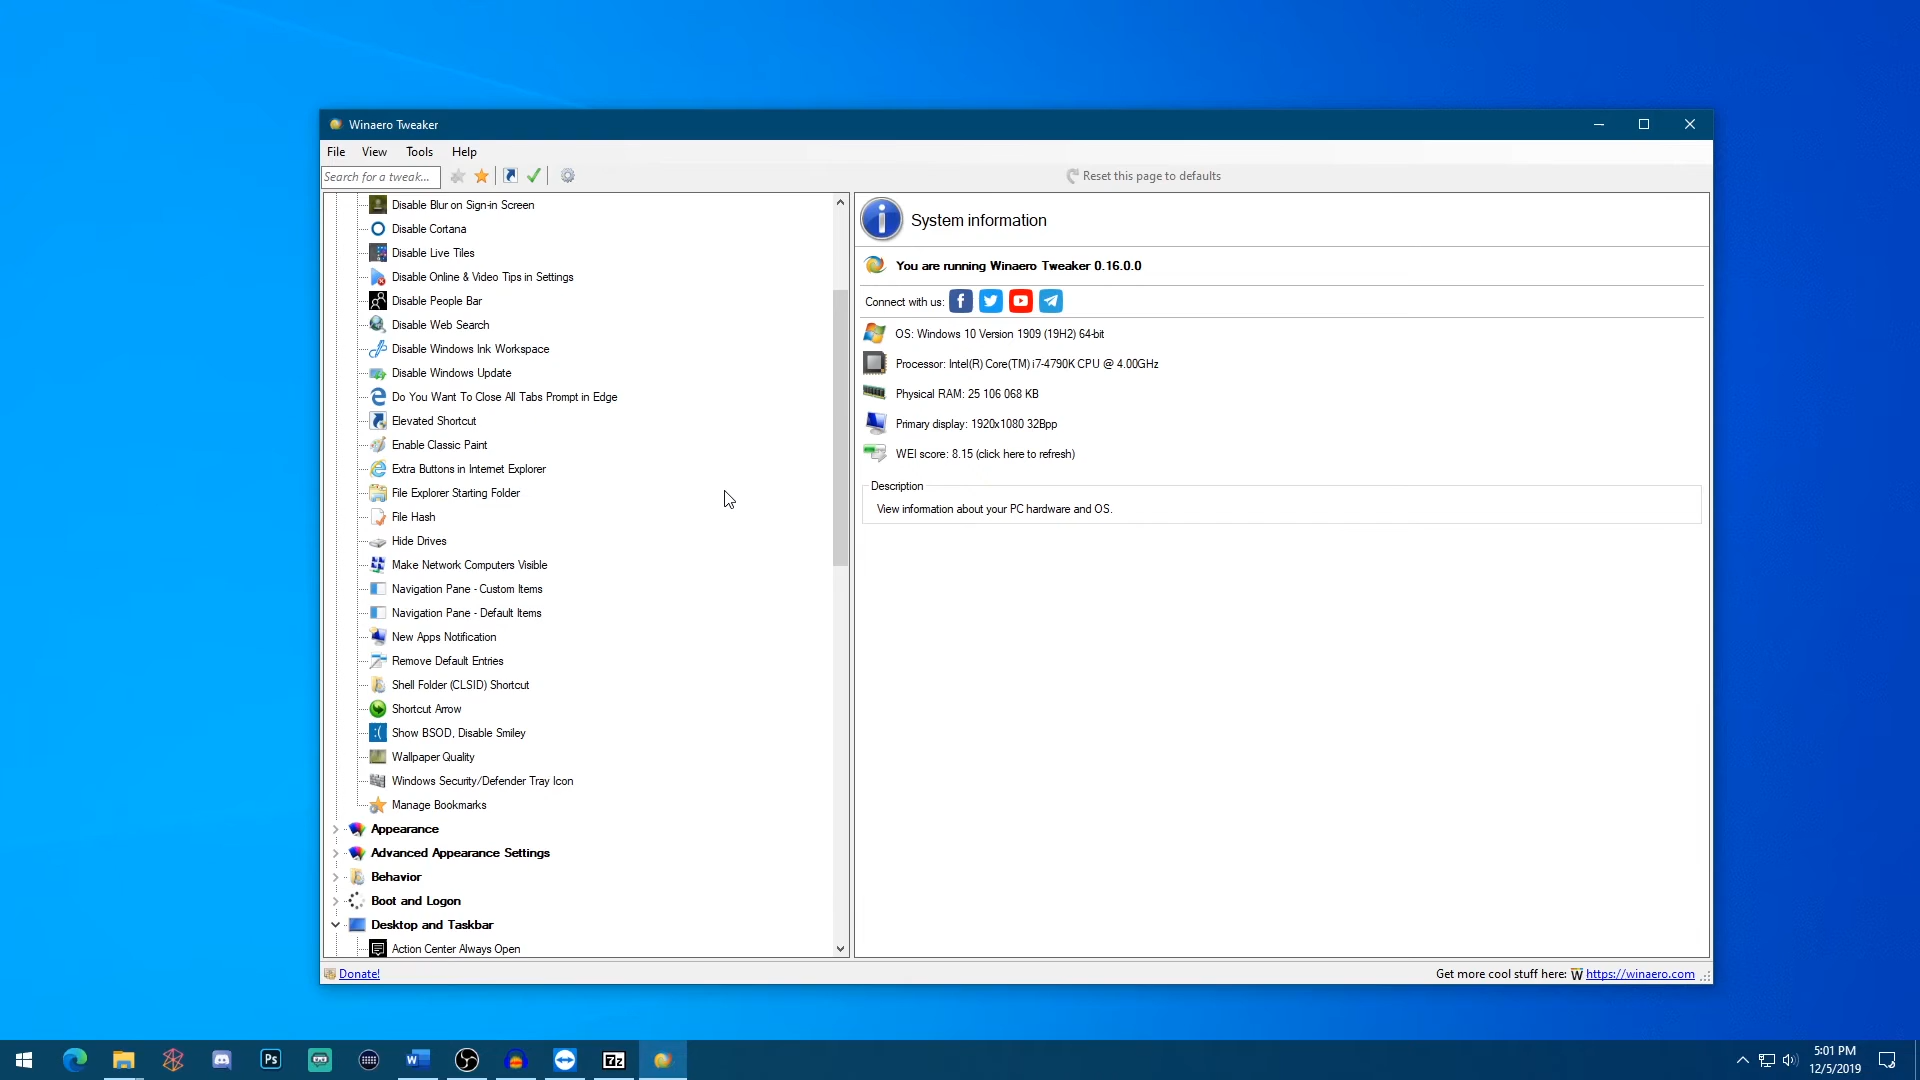 Winaero Tweaker
File View Tools Help
Search for a tweak...
Reset this page to defaults
Disable Blur on Sign-in Screen
Disable Cortana
Disable Live Tiles
Disable Online & Video Tips in Settings
Disable People Bar
Disable Web Search
Disable Windows Ink Workspace
Disable Windows Update
Do You Want To Close All Tabs Prompt in Edge
Elevated Shortcut
Enable Classic Paint
Extra Buttons in Internet Explorer
File Explorer Starting Folder
File Hash
Hide Drives
Make Network Computers Visible
Navigation Pane - Custom Items
Navigation Pane - Default Items
New Apps Notification
Remove Default Entries
Shell Folder (CLSID) Shortcut
Shortcut Arrow
Show BSOD, Disable Smiley
Wallpaper Quality
Windows Security/Defender Tray Icon
Manage Bookmarks
Appearance
Advanced Appearance Settings
Behavior
Boot and Logon
Desktop and Taskbar
Action Center Always Open
System information
You are running Winaero Tweaker 0.16.0.0
Connect with us:
OS: Windows 10 Version 1909 (19H2) 64-bit
Processor: Intel(R) Core(TM) i7-4790K CPU @ 4.00GHz
Physical RAM: 25 106 068 KB
Primary display: 1920x1080 32Bpp
WEI score: 8.15 (click here to refresh)
Description
View information about your PC hardware and OS.
Donate!
Get more cool stuff here: W https://winaero.com
Ps
W
7z
5:01 PM
12/5/2019